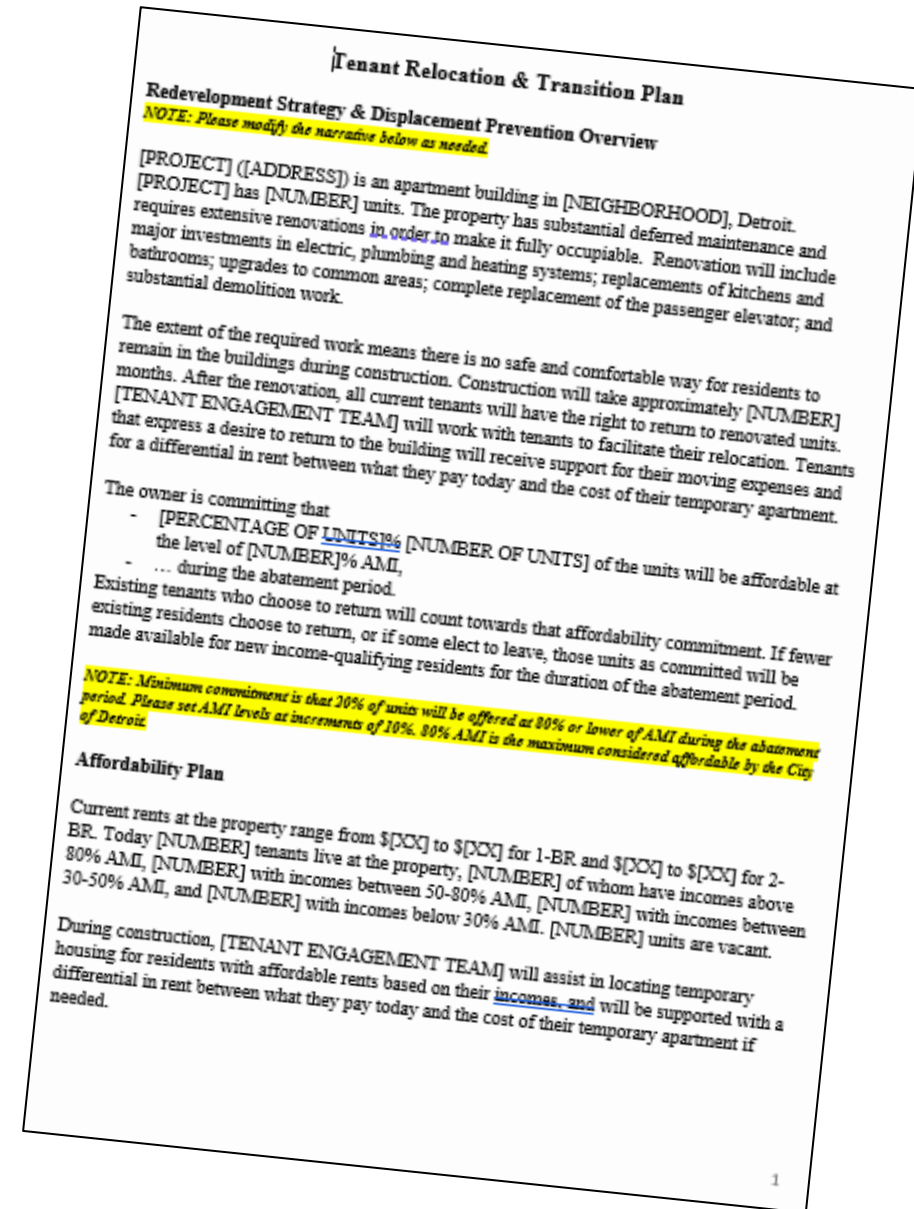 Tenant Relocation & Transition Plan
Redevelopment Strategy & Displacement Prevention Overview
NOTE: Please modify the narrative below as needed.
[PROJECT] ([ADDRESS]) is an apartment building in [NEIGHBORHOOD], Detroit.
[PROJECT] has [NUMBER] units. The property has substantial deferred maintenance and
requires extensive renovations in order to make it fully occupiable.  Renovation will include
major investments in electric, plumbing and heating systems; replacements of kitchens and
bathrooms; upgrades to common areas; complete replacement of the passenger elevator; and
substantial demolition work.
The extent of the required work means there is no safe and comfortable way for residents to
remain in the buildings during construction. Construction will take approximately [NUMBER]
months. After the renovation, all current tenants will have the right to return to renovated units.
[TENANT ENGAGEMENT TEAM] will work with tenants to facilitate their relocation. Tenants
that express a desire to return to the building will receive support for their moving expenses and
for a differential in rent between what they pay today and the cost of their temporary apartment.
The owner is committing that
- [PERCENTAGE OF UNITS]% [NUMBER OF UNITS] of the units will be affordable at
the level of [NUMBER]% AMI,
- … during the abatement period.
Existing tenants who choose to return will count towards that affordability commitment. If fewer
existing residents choose to return, or if some elect to leave, those units as committed will be
made available for new income-qualifying residents for the duration of the abatement period.
NOTE: Minimum commitment is that 20% of units will be offered at 80% or lower of AMI during the abatement
period. Please set AMI levels at increments of 10%. 80% AMI is the maximum considered affordable by the City
of Detroit.
Affordability Plan
Current rents at the property range from $[XX] to $[XX] for 1-BR and $[XX] to $[XX] for 2-
BR. Today [NUMBER] tenants live at the property, [NUMBER] of whom have incomes above
80% AMI, [NUMBER] with incomes between 50-80% AMI, [NUMBER] with incomes between
30-50% AMI, and [NUMBER] with incomes below 30% AMI. [NUMBER] units are vacant.
During construction, [TENANT ENGAGEMENT TEAM] will assist in locating temporary
housing for residents with affordable rents based on their incomes, and will be supported with a
differential in rent between what they pay today and the cost of their temporary apartment if
needed.
1